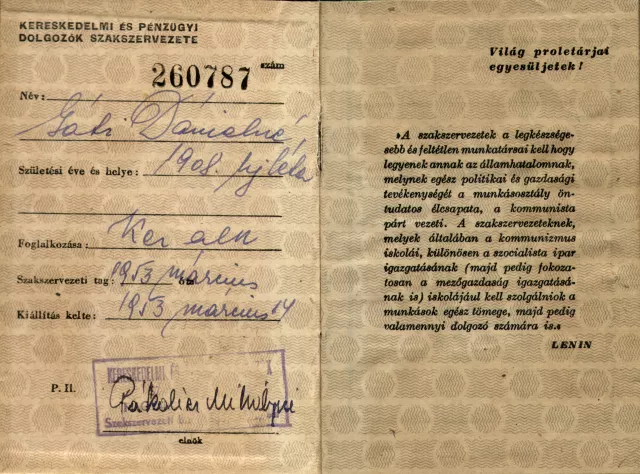 KERESKEDELMI ÉS PÉNZÜGYI
DOLGOZÓK SZAKSZERVEZETE
260787 szám
Név: Dánielné
Születési éve és helye: 1908.
Foglalkozása: Ker alk
Szakszervezeti tag: 1953 március
Kiállítás kelte: 1953 március 14
KERESKEDELMI
Szakszervezeti
P. H.
elnök
Világ proletárjai
egyesüljetek!
»A szakszervezetek a legkészsége-
sebb és feltétlen munkatársai kell hogy
legyenek annak az államhatalomnak,
melynek egész politikai és gazdasági
tevékenységét a munkásosztály ön-
tudatos élcsapata, a kommunista
párt vezeti. A szakszervezeteknek,
melyek általában a kommunizmus
iskolái, különösen a szocialista ipar
igazgatásának (majd pedig fokoza-
tosan a mezőgazdaság igazgatásá-
nak is) iskolájául kell szolgálniok a
munkások egész tömege, majd pedig
valamennyi dolgozó számára is.«
LENIN